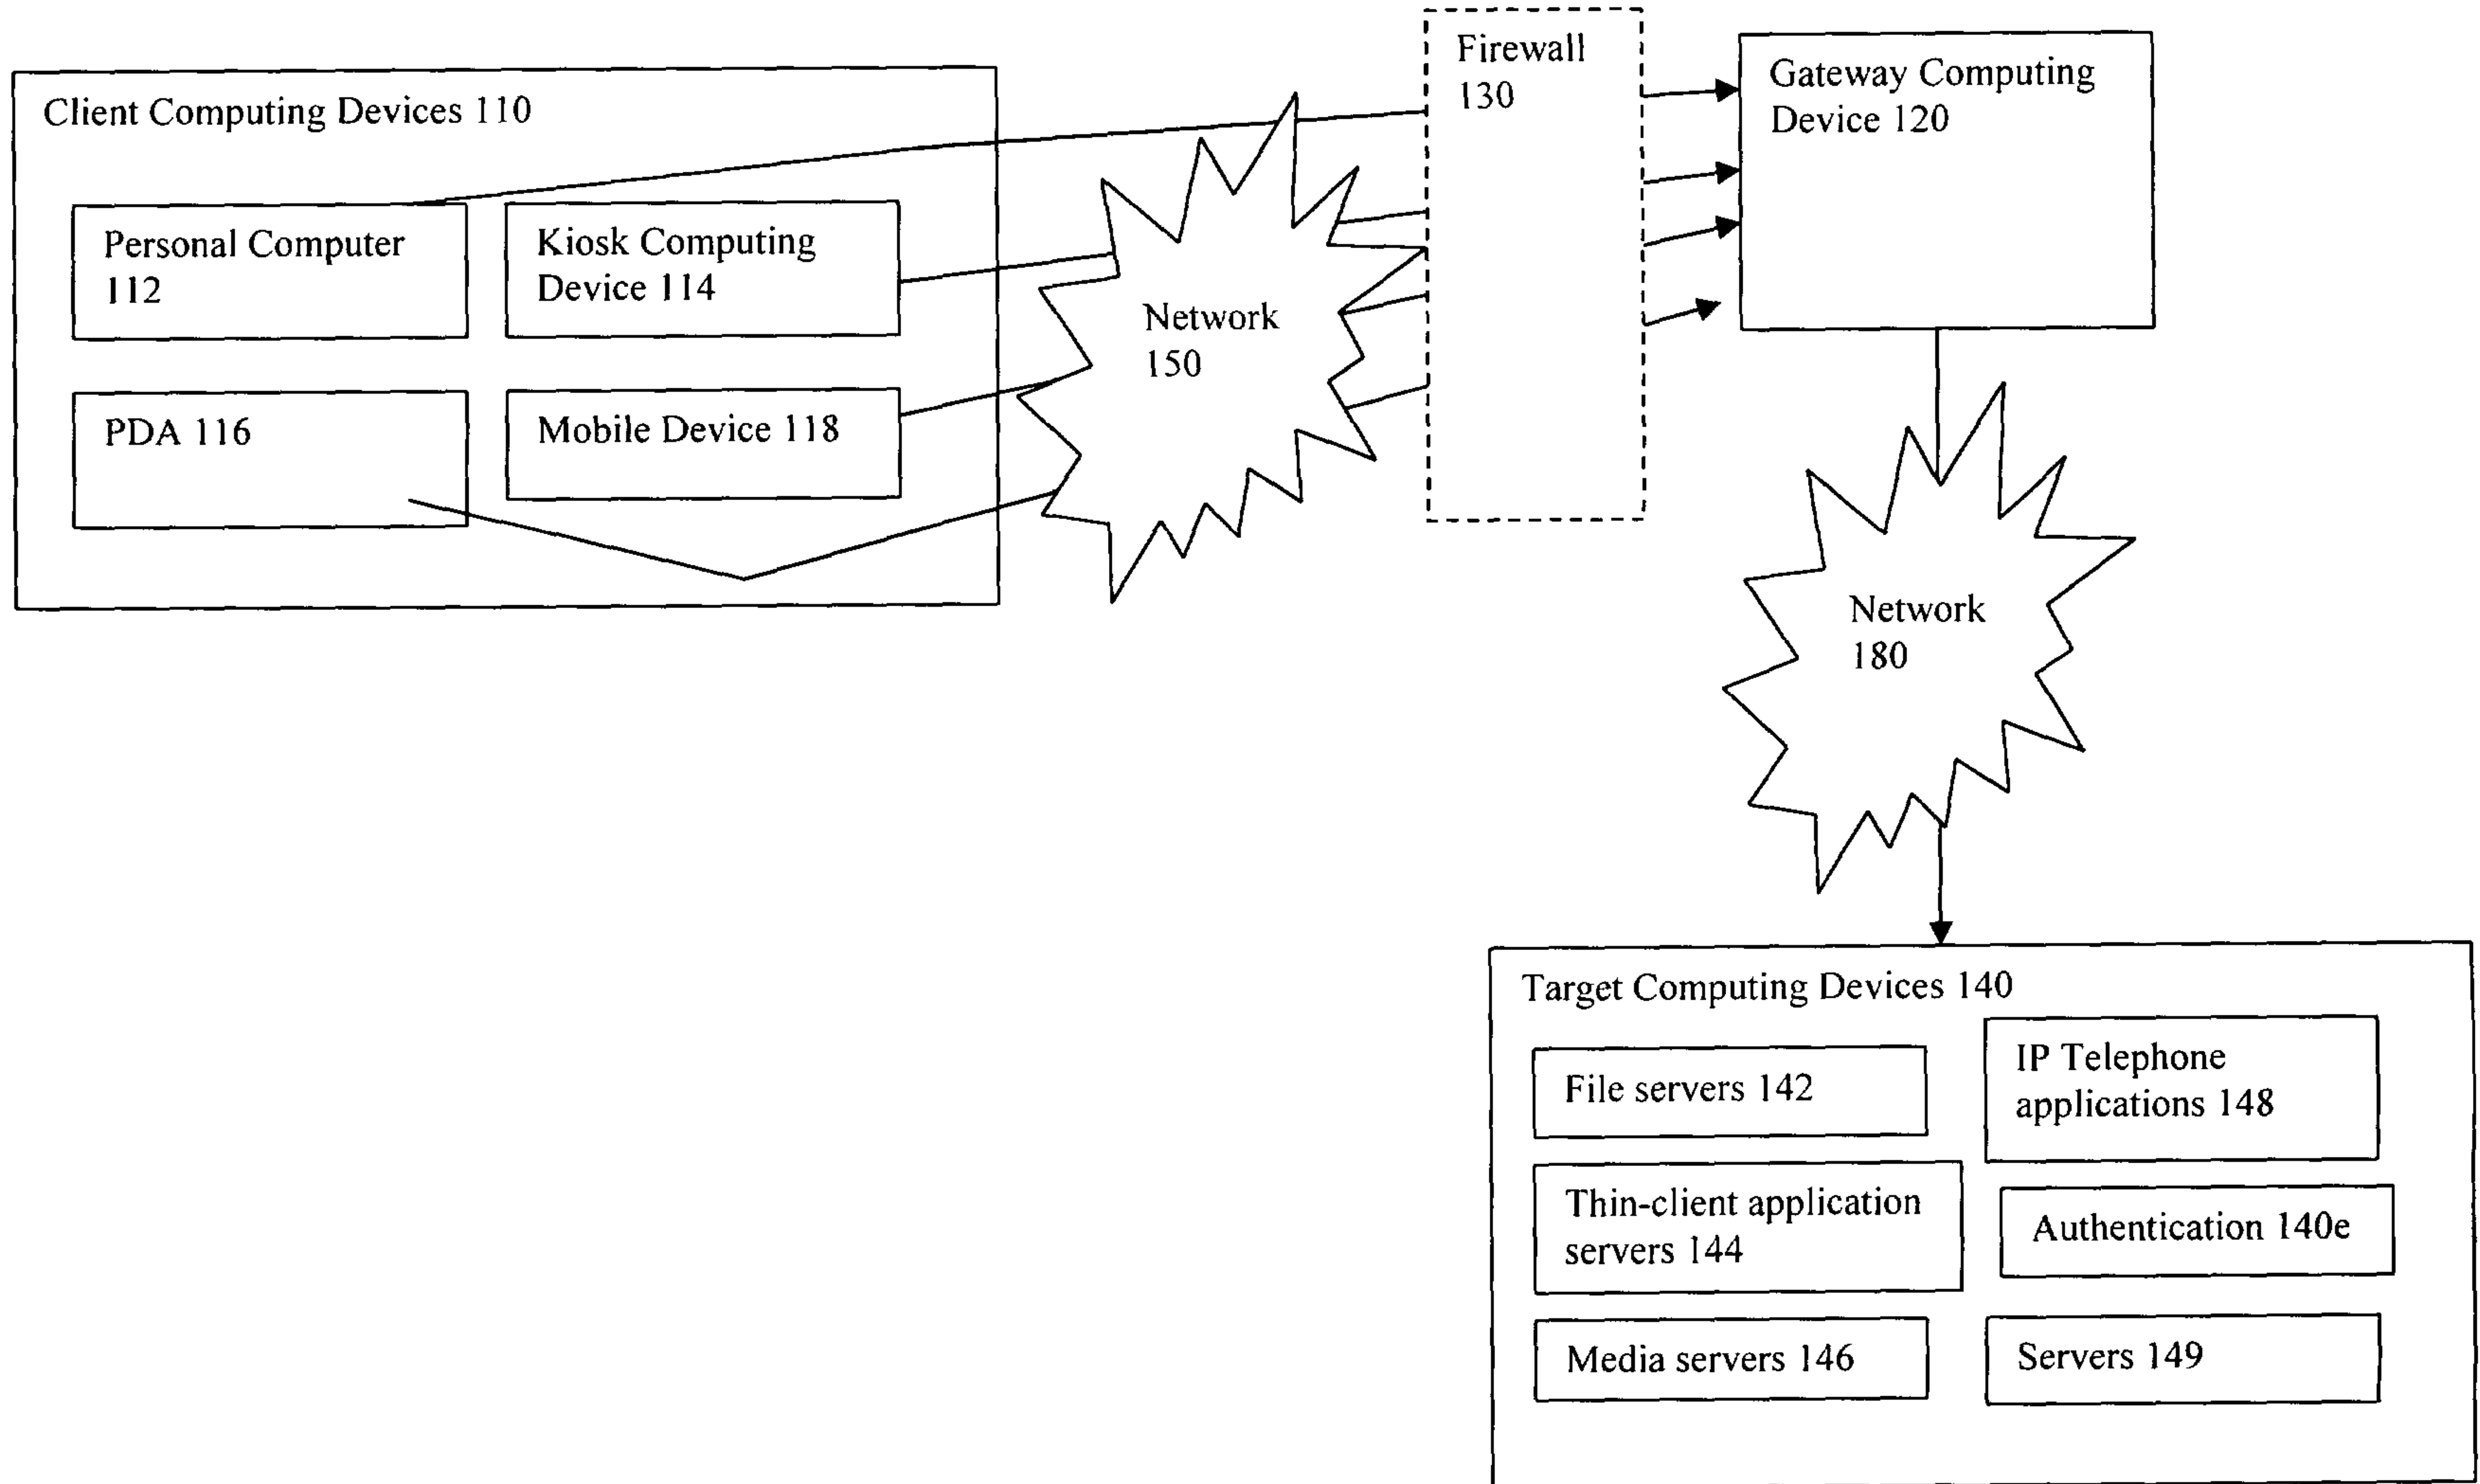 Client Computing Devices 110
Personal Computer
112
Kiosk Computing
Device 114
PDA 116
Mobile Device 118
Network
150
Firewall
130
Gateway Computing
Device 120
Network
180
Target Computing Devices 140
File servers 142
IP Telephone
applications 148
Thin-client application
servers 144
Authentication 140e
Media servers 146
Servers 149